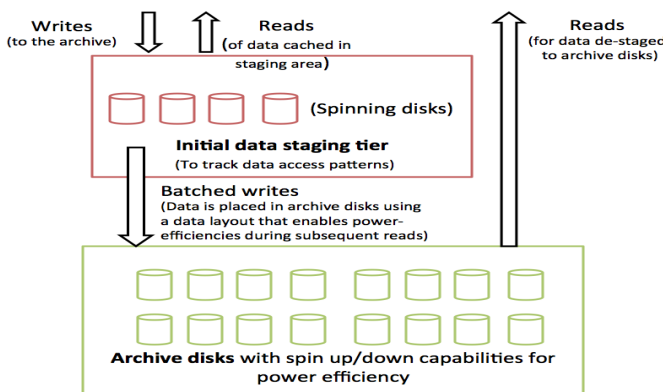 Writes
(to the archive)
Reads
(of data cached in
staging area)
Reads
(for data de-staged
to archive disks)
(Spinning disks)
Initial data staging tier
(To track data access patterns)
Batched writes
(Data is placed in archive disks using
a data layout that enables power-
efficiencies during subsequent reads)
Archive disks with spin up/down capabilities for
power efficiency